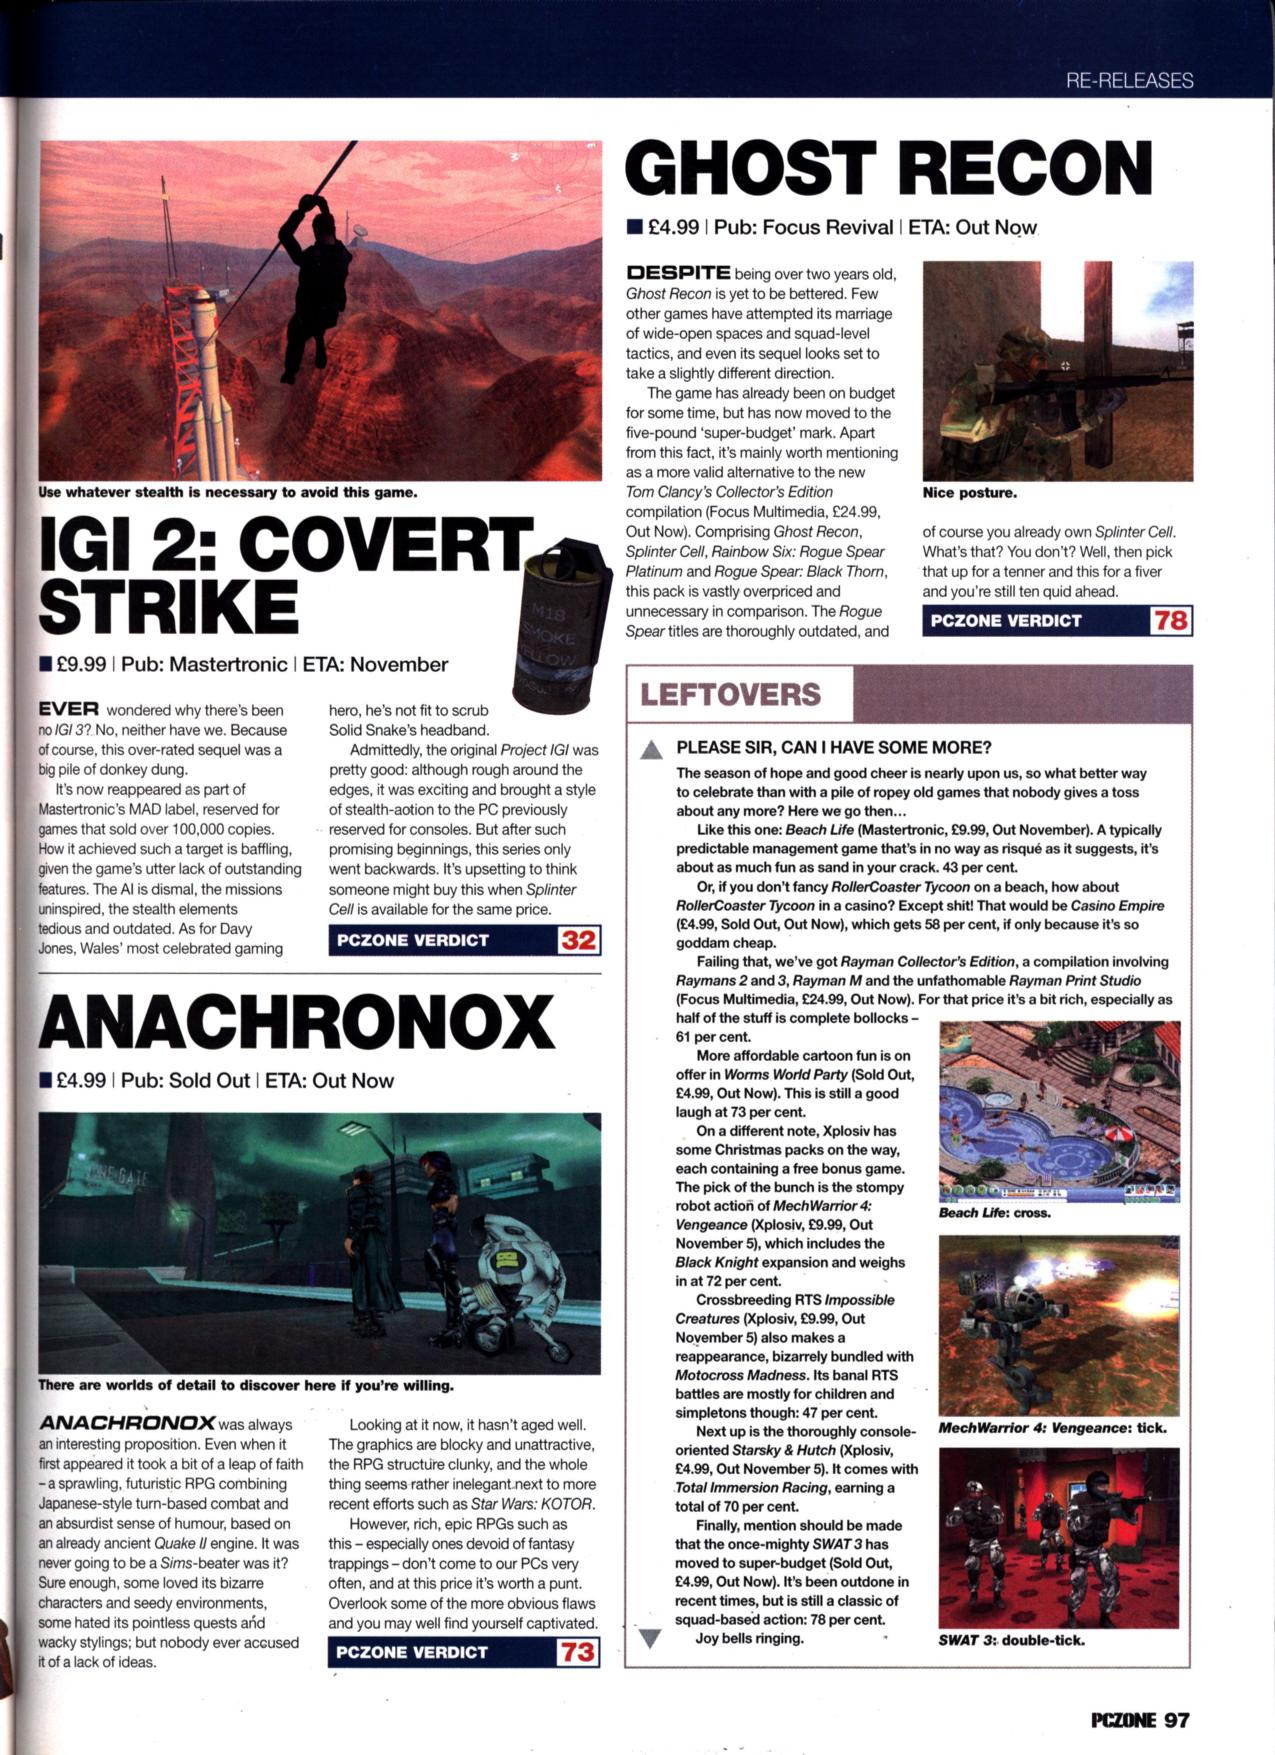 RE-RELEASES
Use whatever stealth is necessary to avoid this game.
IGI 2: COVERT
STRIKE
£9.99 | Pub: Mastertronic | ETA: November
M18
SMOKE
YELLOW
EVER wondered why there's been
no IGI 3? No, neither have we. Because
of course, this over-rated sequel was a
big pile of donkey dung.
It's now reappeared as part of
Mastertronic's MAD label, reserved for
games that sold over 100,000 copies.
How it achieved such a target is baffling,
given the game's utter lack of outstanding
features. The AI is dismal, the missions
uninspired, the stealth elements
tedious and outdated. As for Davy
Jones, Wales' most celebrated gaming
hero, he's not fit to scrub
Solid Snake's headband.
Admittedly, the original Project IGI was
pretty good: although rough around the
edges, it was exciting and brought a style
of stealth-aotion to the PC previously
reserved for consoles. But after such
promising beginnings, this series only
went backwards. It's upsetting to think
someone might buy this when Splinter
Cell is available for the same price.
PCZONE VERDICT 32
ANACHRONOX
£4.99 | Pub: Sold Out | ETA: Out Now
GATE
There are worlds of detail to discover here if you're willing.
ANACHRONOX was always
an interesting proposition. Even when it
first appeared it took a bit of a leap of faith
– a sprawling, futuristic RPG combining
Japanese-style turn-based combat and
an absurdist sense of humour, based on
an already ancient Quake II engine. It was
never going to be a Sims-beater was it?
Sure enough, some loved its bizarre
characters and seedy environments,
some hated its pointless quests and
wacky stylings; but nobody ever accused
it of a lack of ideas.
Looking at it now, it hasn't aged well.
The graphics are blocky and unattractive,
the RPG structure clunky, and the whole
thing seems rather inelegant next to more
recent efforts such as Star Wars: KOTOR.
However, rich, epic RPGs such as
this – especially ones devoid of fantasy
trappings – don't come to our PCs very
often, and at this price it's worth a punt.
Overlook some of the more obvious flaws
and you may well find yourself captivated.
PCZONE VERDICT 73
GHOST RECON
£4.99 | Pub: Focus Revival | ETA: Out Now
DESPITE being over two years old,
Ghost Recon is yet to be bettered. Few
other games have attempted its marriage
of wide-open spaces and squad-level
tactics, and even its sequel looks set to
take a slightly different direction.
The game has already been on budget
for some time, but has now moved to the
five-pound 'super-budget' mark. Apart
from this fact, it's mainly worth mentioning
as a more valid alternative to the new
Tom Clancy's Collector's Edition
compilation (Focus Multimedia, £24.99,
Out Now). Comprising Ghost Recon,
Splinter Cell, Rainbow Six: Rogue Spear
Platinum and Rogue Spear: Black Thorn,
this pack is vastly overpriced and
unnecessary in comparison. The Rogue
Spear titles are thoroughly outdated, and
Nice posture.
of course you already own Splinter Cell.
What's that? You don't? Well, then pick
that up for a tenner and this for a fiver
and you're still ten quid ahead.
PCZONE VERDICT 78
LEFTOVERS
PLEASE SIR, CAN I HAVE SOME MORE?
The season of hope and good cheer is nearly upon us, so what better way
to celebrate than with a pile of ropey old games that nobody gives a toss
about any more? Here we go then...
Like this one: Beach Life (Mastertronic, £9.99, Out November). A typically
predictable management game that's in no way as risqué as it suggests, it's
about as much fun as sand in your crack. 43 per cent.
Or, if you don't fancy RollerCoaster Tycoon on a beach, how about
RollerCoaster Tycoon in a casino? Except shit! That would be Casino Empire
(£4.99, Sold Out, Out Now), which gets 58 per cent, if only because it's so
goddam cheap.
Failing that, we've got Rayman Collector's Edition, a compilation involving
Raymans 2 and 3, Rayman M and the unfathomable Rayman Print Studio
(Focus Multimedia, £24.99, Out Now). For that price it's a bit rich, especially as
half of the stuff is complete bollocks –
61 per cent.
More affordable cartoon fun is on
offer in Worms World Party (Sold Out,
£4.99, Out Now). This is still a good
laugh at 73 per cent.
On a different note, Xplosiv has
some Christmas packs on the way,
each containing a free bonus game.
The pick of the bunch is the stompy
robot action of MechWarrior 4:
Vengeance (Xplosiv, £9.99, Out
November 5), which includes the
Black Knight expansion and weighs
in at 72 per cent.
Crossbreeding RTS Impossible
Creatures (Xplosiv, £9.99, Out
November 5) also makes a
reappearance, bizarrely bundled with
Motocross Madness. Its banal RTS
battles are mostly for children and
simpletons though: 47 per cent.
Next up is the thoroughly console-
oriented Starsky & Hutch (Xplosiv,
£4.99, Out November 5). It comes with
Total Immersion Racing, earning a
total of 70 per cent.
Finally, mention should be made
that the once-mighty SWAT 3 has
moved to super-budget (Sold Out,
£4.99, Out Now). It's been outdone in
recent times, but is still a classic of
squad-based action: 78 per cent.
Joy bells ringing.
Beach Life: cross.
MechWarrior 4: Vengeance: tick.
SWAT 3: double-tick.
PCZONE 97